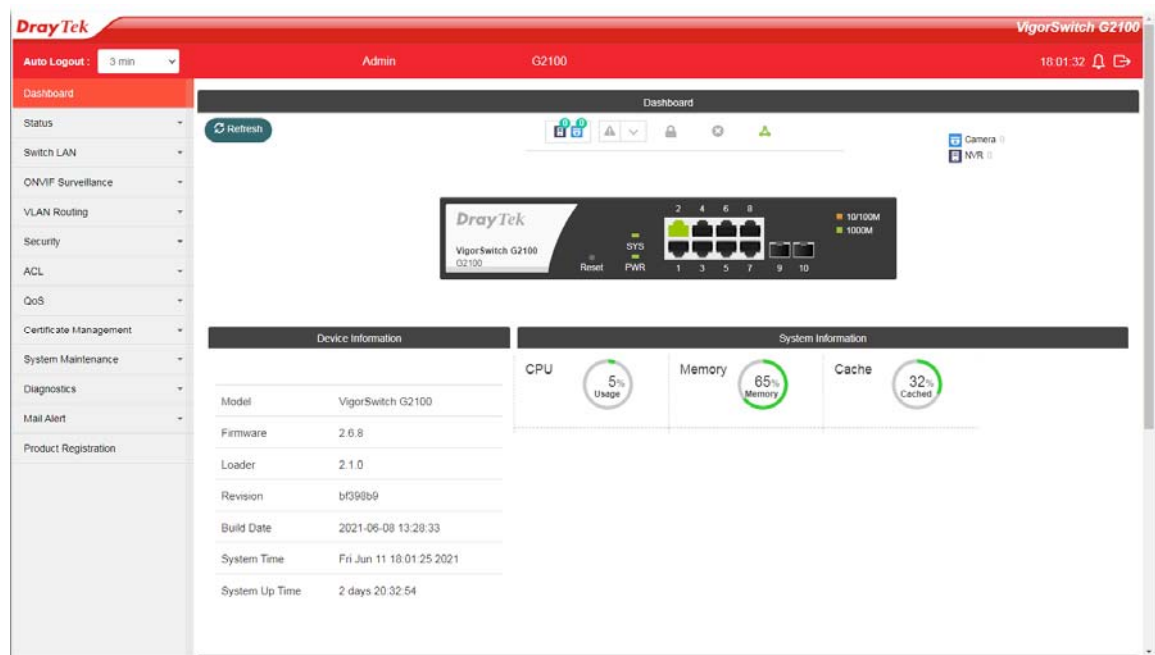 DrayTek
VigorSwitch G2100
Auto Logout : 3 min Admin G2100 18:01:32
Dashboard
Status
Switch LAN
ONVIF Surveillance
VLAN Routing
Security
ACL
QoS
Certificate Management
System Maintenance
Diagnostics
Mail Alert
Product Registration
Dashboard
Refresh
0 0
Camera 0
NVR 0
DrayTek
VigorSwitch G2100
G2100
Reset
SYS
PWR
2 4 6 8
1 3 5 7 9 10
10/100M
1000M
Device Information
Model VigorSwitch G2100
Firmware 2.6.8
Loader 2.1.0
Revision bf398b9
Build Date 2021-06-08 13:28:33
System Time Fri Jun 11 18:01:25 2021
System Up Time 2 days 20:32:54
System Information
CPU
5%
Usage
Memory
65%
Memory
Cache
32%
Cached